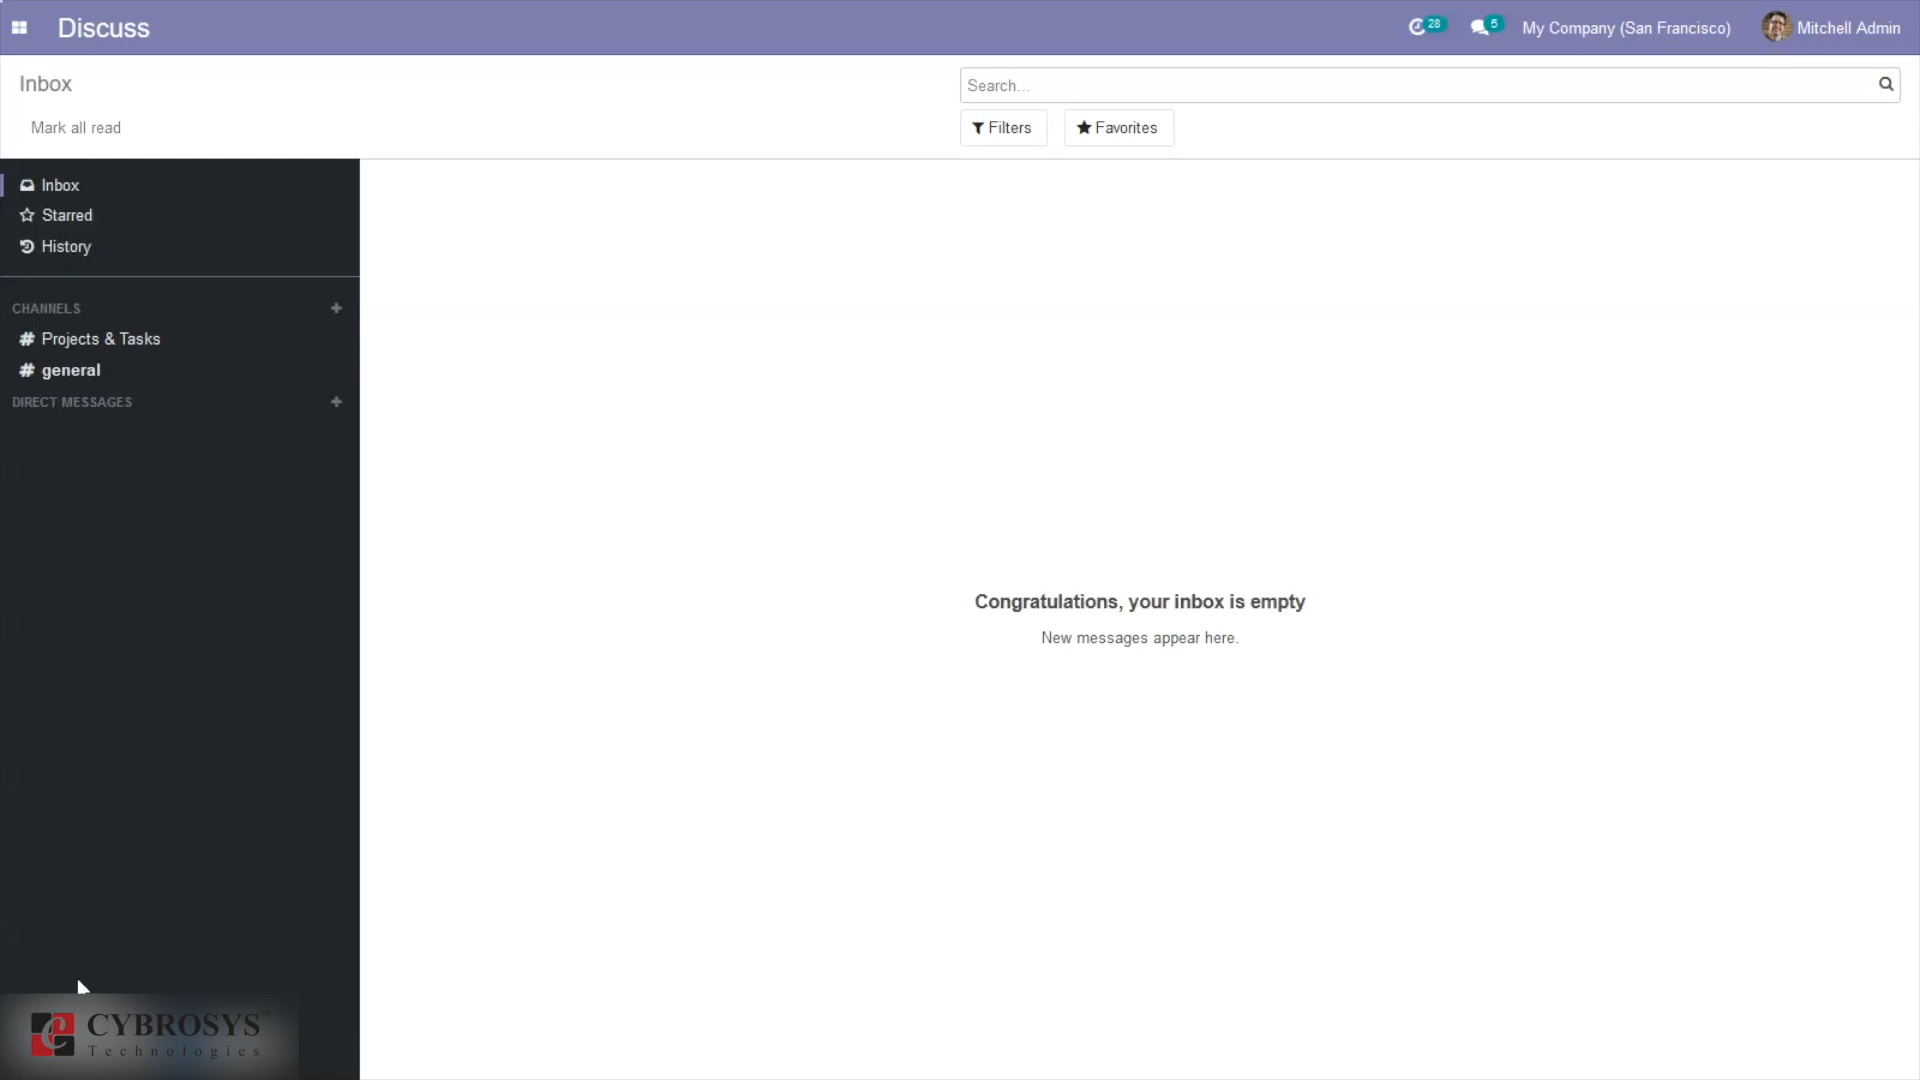 Discuss
28
5
My Company (San Francisco)
Mitchell Admin
Inbox
Search...
Mark all read
Filters
Favorites
Inbox
Starred
History
CHANNELS
# Projects & Tasks
# general
DIRECT MESSAGES
Congratulations, your inbox is empty
New messages appear here.
CYBROSYS
Technologies